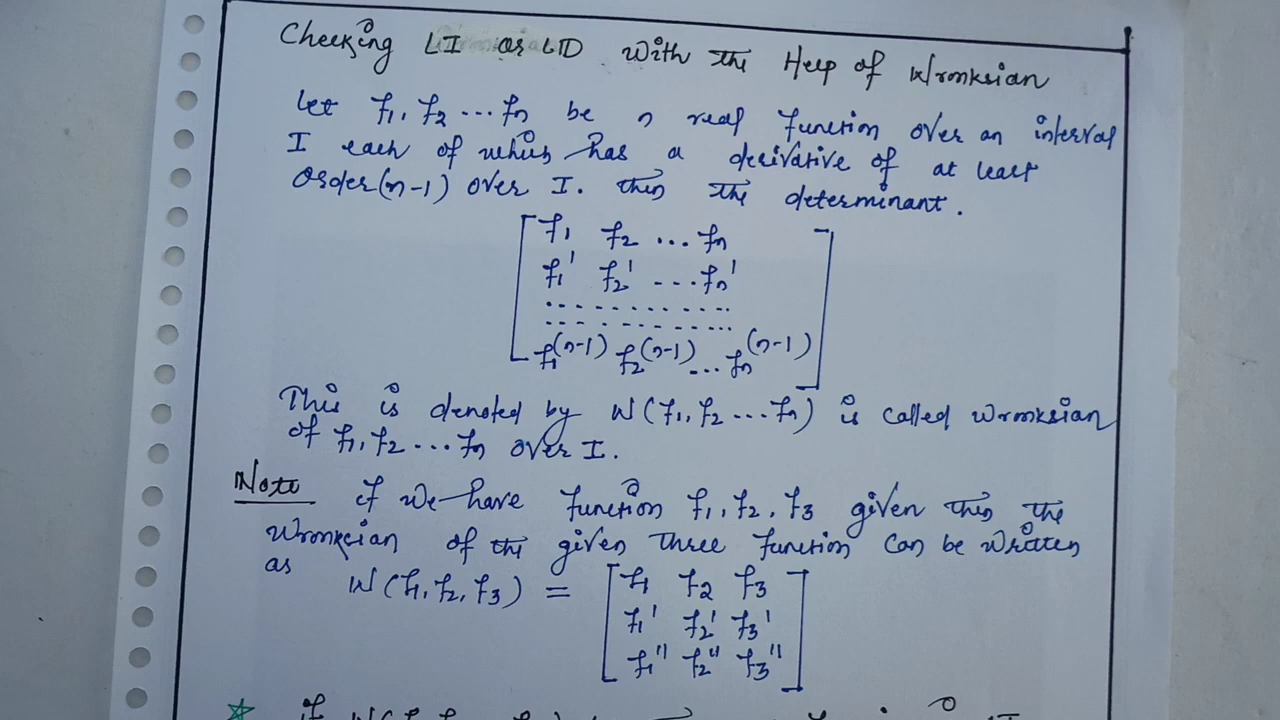 Checking LI or LD with the Help of Wronksian
Let f₁, f₂ ... fₙ be n real function over an interval
I each of which has a derivative of at least
order (n-1) over I. then the determinant.
f₁ f₂ ... fₙ
f₁' f₂' ... fₙ'
...........
...........
f₁⁽ⁿ⁻¹⁾ f₂⁽ⁿ⁻¹⁾ ... fₙ⁽ⁿ⁻¹⁾
This is denoted by W(f₁, f₂ ... fₙ) is called Wronksian
of f₁, f₂ ... fₙ over I.
Note if we have function f₁, f₂, f₃ given then the
Wronksian of the given three function can be written
as W(f₁, f₂, f₃) = [f₁ f₂ f₃
f₁' f₂' f₃'
f₁'' f₂'' f₃'']
☆ if